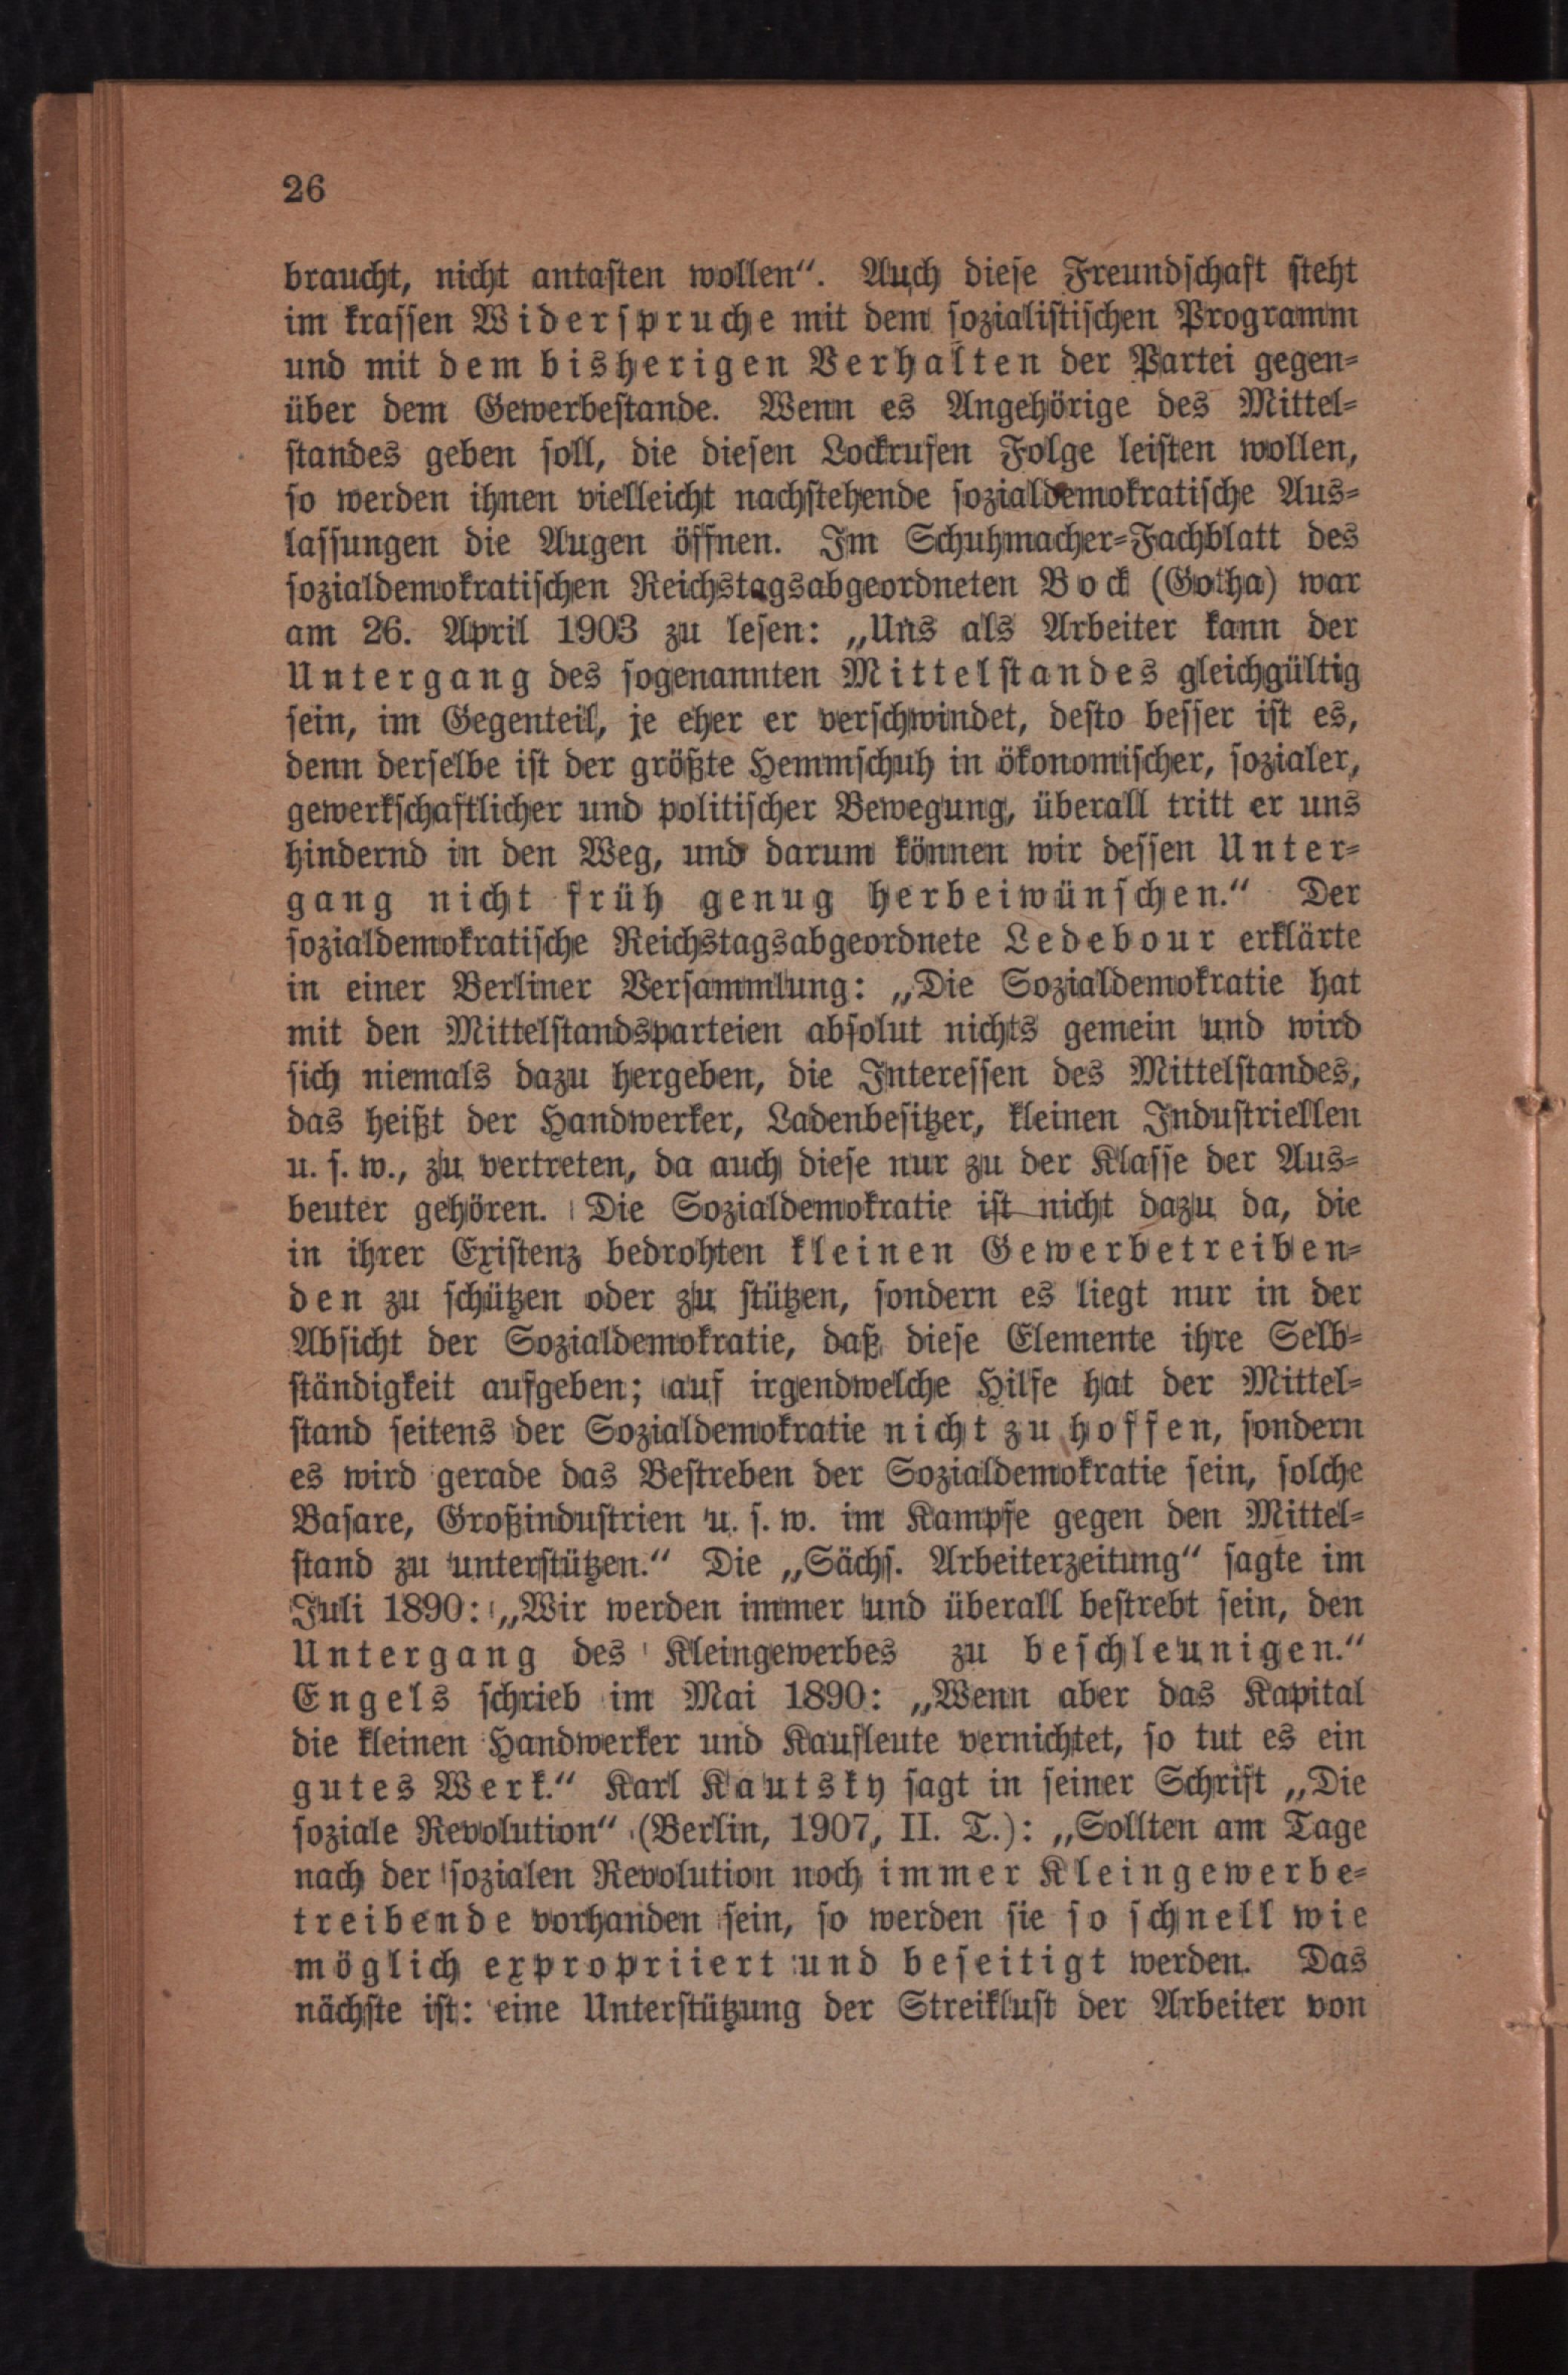 26
braucht, nicht antasten wollen“. Auch diese Freundschaft steht
im krassen Widerspruche mit dem sozialistischen Programm
und mit dem bisherigen Verhalten der Partei gegen-
über dem Gewerbestande. Wenn es Angehörige des Mittel-
standes geben soll, die diesen Lockrufen Folge leisten wollen,
so werden ihnen vielleicht nachstehende sozialdemokratische Aus-
lassungen die Augen öffnen. Im Schuhmacher-Fachblatt des
sozialdemokratischen Reichstagsabgeordneten Bock (Gotha) war
am 26. April 1903 zu lesen: „Uns als Arbeiter kann der
Untergang des sogenannten Mittelstandes gleichgültig
sein, im Gegenteil, je eher er verschwindet, desto besser ist es,
denn derselbe ist der größte Hemmschuh in ökonomischer, sozialer,
gewerkschaftlicher und politischer Bewegung, überall tritt er uns
hindernd in den Weg, und darum können wir dessen Unter-
gang nicht früh genug herbeiwünschen.“ Der
sozialdemokratische Reichstagsabgeordnete Ledebour erklärte
in einer Berliner Versammlung: „Die Sozialdemokratie hat
mit den Mittelstandsparteien absolut nichts gemein und wird
sich niemals dazu hergeben, die Interessen des Mittelstandes,
das heißt der Handwerker, Ladenbesitzer, kleinen Industriellen
u. s. w., zu vertreten, da auch diese nur zu der Klasse der Aus-
beuter gehören. Die Sozialdemokratie ist nicht dazu da, die
in ihrer Existenz bedrohten kleinen Gewerbetreiben-
den zu schützen oder zu stützen, sondern es liegt nur in der
Absicht der Sozialdemokratie, daß diese Elemente ihre Selb-
ständigkeit aufgeben; auf irgendwelche Hilfe hat der Mittel-
stand seitens der Sozialdemokratie nicht zu hoffen, sondern
es wird gerade das Bestreben der Sozialdemokratie sein, solche
Basare, Großindustrien u. s. w. im Kampfe gegen den Mittel-
stand zu unterstützen.“ Die „Sächs. Arbeiterzeitung“ sagte im
Juli 1890: „Wir werden immer und überall bestrebt sein, den
Untergang des Kleingewerbes zu beschleunigen.“
Engels schrieb im Mai 1890: „Wenn aber das Kapital
die kleinen Handwerker und Kaufleute vernichtet, so tut es ein
gutes Werk.“ Karl Kautsky sagt in seiner Schrift „Die
soziale Revolution“ (Berlin, 1907, II. T.): „Sollten am Tage
nach der sozialen Revolution noch immer Kleingewerbe-
treibende vorhanden sein, so werden sie so schnell wie
möglich expropriiert und beseitigt werden. Das
nächste ist: eine Unterstützung der Streiklust der Arbeiter von